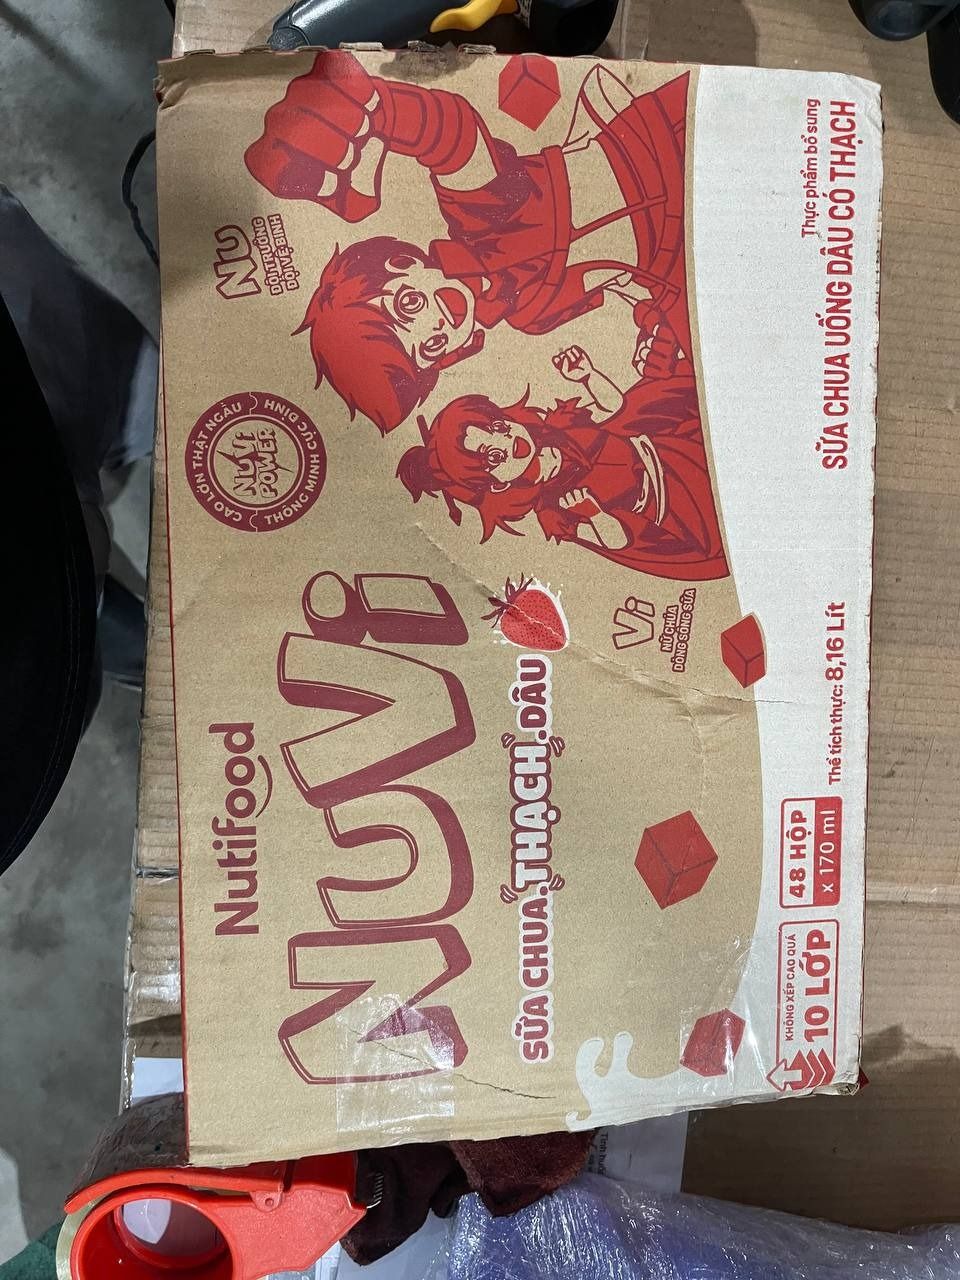 Nutifood
NUVi
SỮA CHUA.THẠCH.DÂU
CAO LỚN THẬT NGẦU
NUVI
POWER
THÔNG MINH CỰC ĐỈNH
NU
ĐỘI TRƯỞNG
ĐỘI VỆ BINH
Vi
NỮ CHÚA
DÒNG SÔNG SỮA
KHÔNG XẾP CAO QUÁ
10 LỚP
48 HỘP
x 170 ml
Thể tích thực: 8,16 Lít
Thực phẩm bổ sung
SỮA CHUA UỐNG DÂU CÓ THẠCH